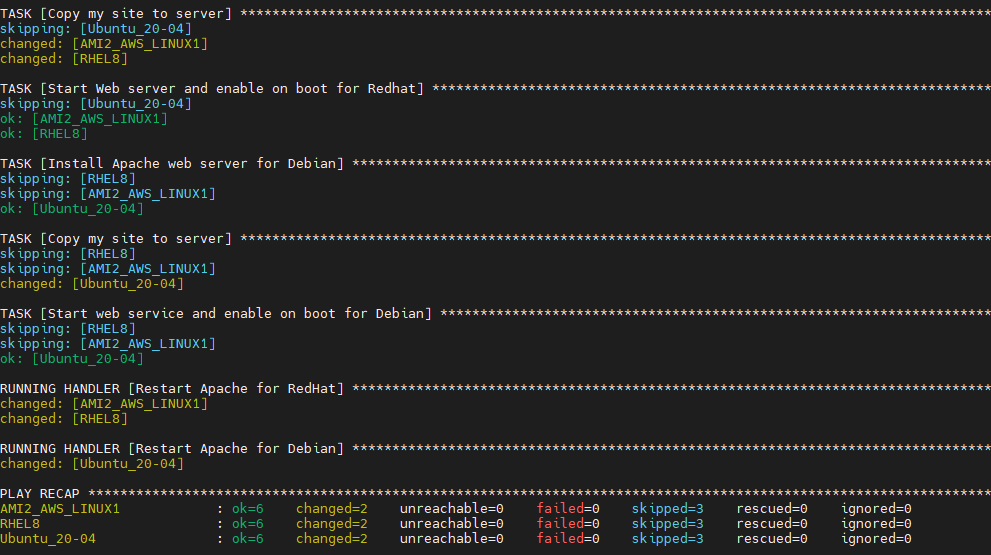 TASK [Copy my site to server] **********************************************************************************************
skipping: [Ubuntu_20-04]
changed: [AMI2_AWS_LINUX1]
changed: [RHEL8]
TASK [Start Web server and enable on boot for Redhat] **********************************************************************
ok: [AMI2_AWS_LINUX1]
ok: [RHEL8]
TASK [Install Apache web server for Debian] ********************************************************************************
skipping: [RHEL8]
skipping: [AMI2_AWS_LINUX1]
ok: [Ubuntu_20-04]
TASK [Copy my site to server] **********************************************************************************************
skipping: [RHEL8]
skipping: [AMI2_AWS_LINUX1]
changed: [Ubuntu_20-04]
TASK [Start web service and enable on boot for Debian] *********************************************************************
skipping: [RHEL8]
skipping: [AMI2_AWS_LINUX1]
ok: [Ubuntu_20-04]
RUNNING HANDLER [Restart Apache for RedHat] ********************************************************************************
changed: [AMI2_AWS_LINUX1]
changed: [RHEL8]
RUNNING HANDLER [Restart Apache for Debian] ********************************************************************************
changed: [Ubuntu_20-04]
PLAY RECAP *****************************************************************************************************************
AMI2_AWS_LINUX1            : ok=6    changed=2    unreachable=0    failed=0    skipped=3    rescued=0    ignored=0
RHEL8                      : ok=6    changed=2    unreachable=0    failed=0    skipped=3    rescued=0    ignored=0
Ubuntu_20-04               : ok=6    changed=2    unreachable=0    failed=0    skipped=3    rescued=0    ignored=0